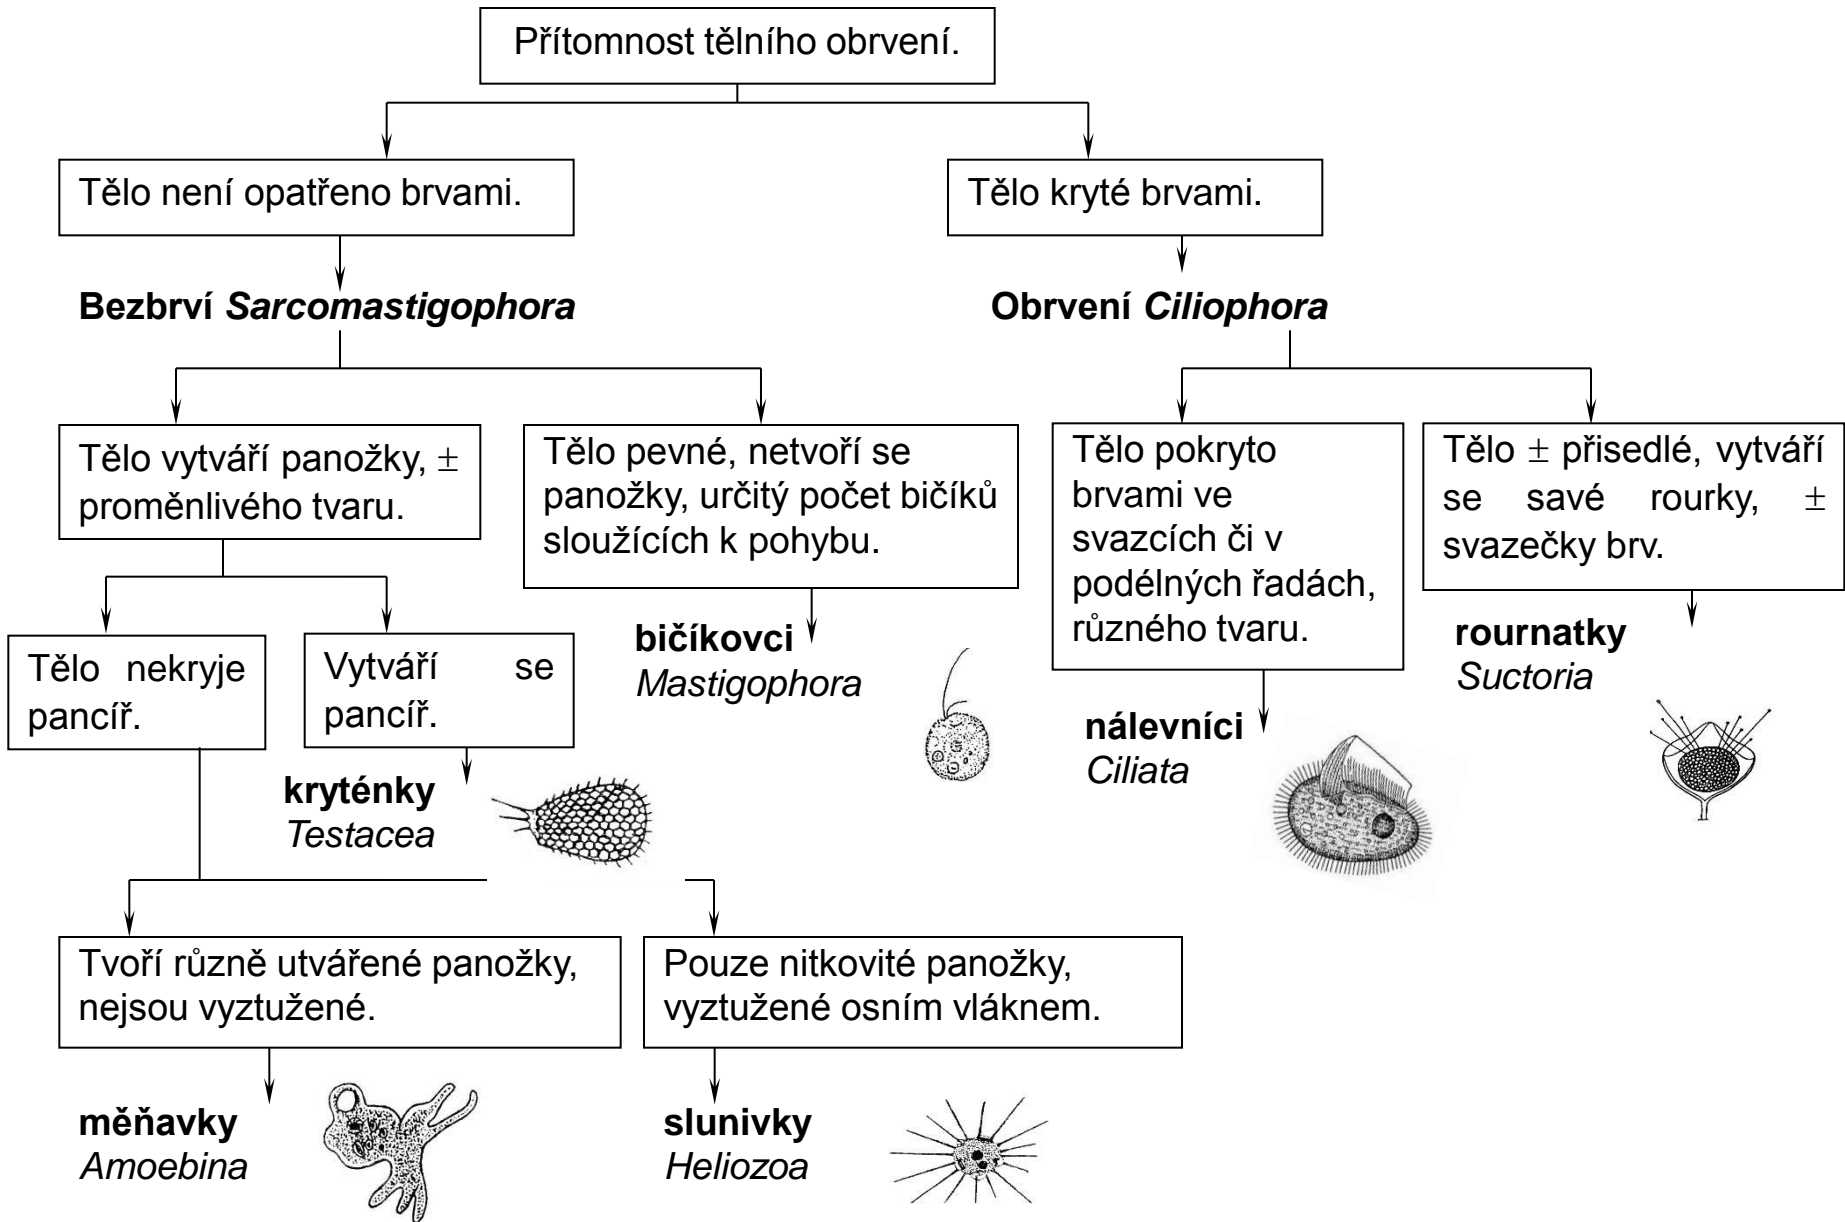 Přítomnost tělního obrvení.
Tělo není opatřeno brvami.
Tělo kryté brvami.
Bezbrví Sarcomastigophora
Obrvení Ciliophora
Tělo vytváří panožky, ±
proměnlivého tvaru.
Tělo pevné, netvoří se
panožky, určitý počet bičíků
sloužících k pohybu.
Tělo pokryto
brvami ve
svazcích či v
podélných řadách,
různého tvaru.
Tělo ± přisedlé, vytváří
se savé rourky, ±
svazečky brv.
Tělo nekryje
pancíř.
Vytváří se
pancíř.
bičíkovci
Mastigophora
rournatky
Suctoria
nálevníci
Ciliata
kryténky
Testacea
Tvoří různě utvářené panožky,
nejsou vyztužené.
Pouze nitkovité panožky,
vyztužené osním vláknem.
měňavky
Amoebina
slunivky
Heliozoa